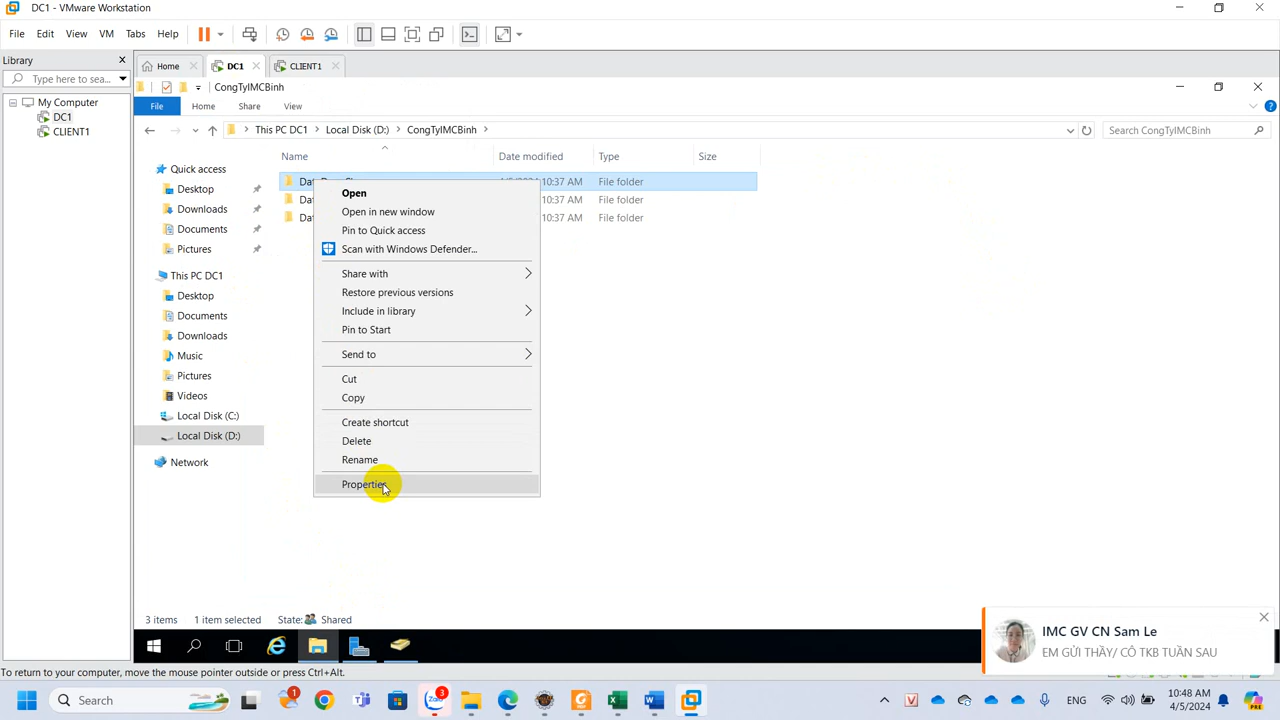 DC1 - VMware Workstation
File Edit View VM Tabs Help
Library
Type here to sea...
My Computer
DC1
CLIENT1
Home DC1 CLIENT1
CongTyIMCBinh
File Home Share View
This PC DC1 Local Disk (D:) CongTyIMCBinh
Search CongTyIMCBinh
Name Date modified Type Size
10:37 AM File folder
10:37 AM File folder
10:37 AM File folder
Quick access
Desktop
Downloads
Documents
Pictures
This PC DC1
Desktop
Documents
Downloads
Music
Pictures
Videos
Local Disk (C:)
Local Disk (D:)
Network
Open
Open in new window
Pin to Quick access
Scan with Windows Defender...
Share with
Restore previous versions
Include in library
Pin to Start
Send to
Cut
Copy
Create shortcut
Delete
Rename
Properties
3 items 1 item selected State: Shared
IMC GV CN Sam Le
EM GỬI THẦY/ CÔ TKB TUẦN SAU
To return to your computer, move the mouse pointer outside or press Ctrl+Alt.
Search
1
Zalo
3
ENG
10:48 AM
4/5/2024
PRE